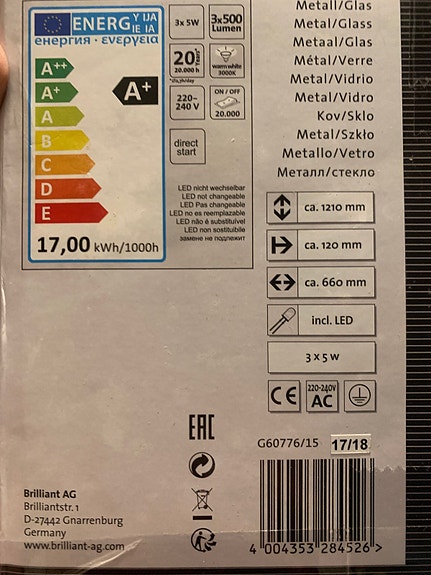 ENERG Y IJA
IE IA
енергия · ενεργεια
A++
A+
A
B
C
D
E
A+
17,00 kWh/1000h
3x 5W
3x500
Lumen
20 Years*
20.000 h
warm white
3000K
220–
240 V
ON / OFF
20.000
direct
start
LED nicht wechselbar
LED not changeable
LED Pas changeable
LED no es reemplazable
LED não é substituível
LED non sostituibile
замене не подлежит
Metall/Glas
Metal/Glass
Metaal/Glas
Métal/Verre
Metal/Vidrio
Metal/Vidro
Kov/Sklo
Metal/Szkło
Metallo/Vetro
Металл/стекло
ca. 1210 mm
ca. 120 mm
ca. 660 mm
incl. LED
3 x 5 w
CE
220-240V
AC
EAC
G60776/15 17/18
4 004353 284526 >
Brilliant AG
Brilliantstr. 1
D-27442 Gnarrenburg
Germany
www.brilliant-ag.com